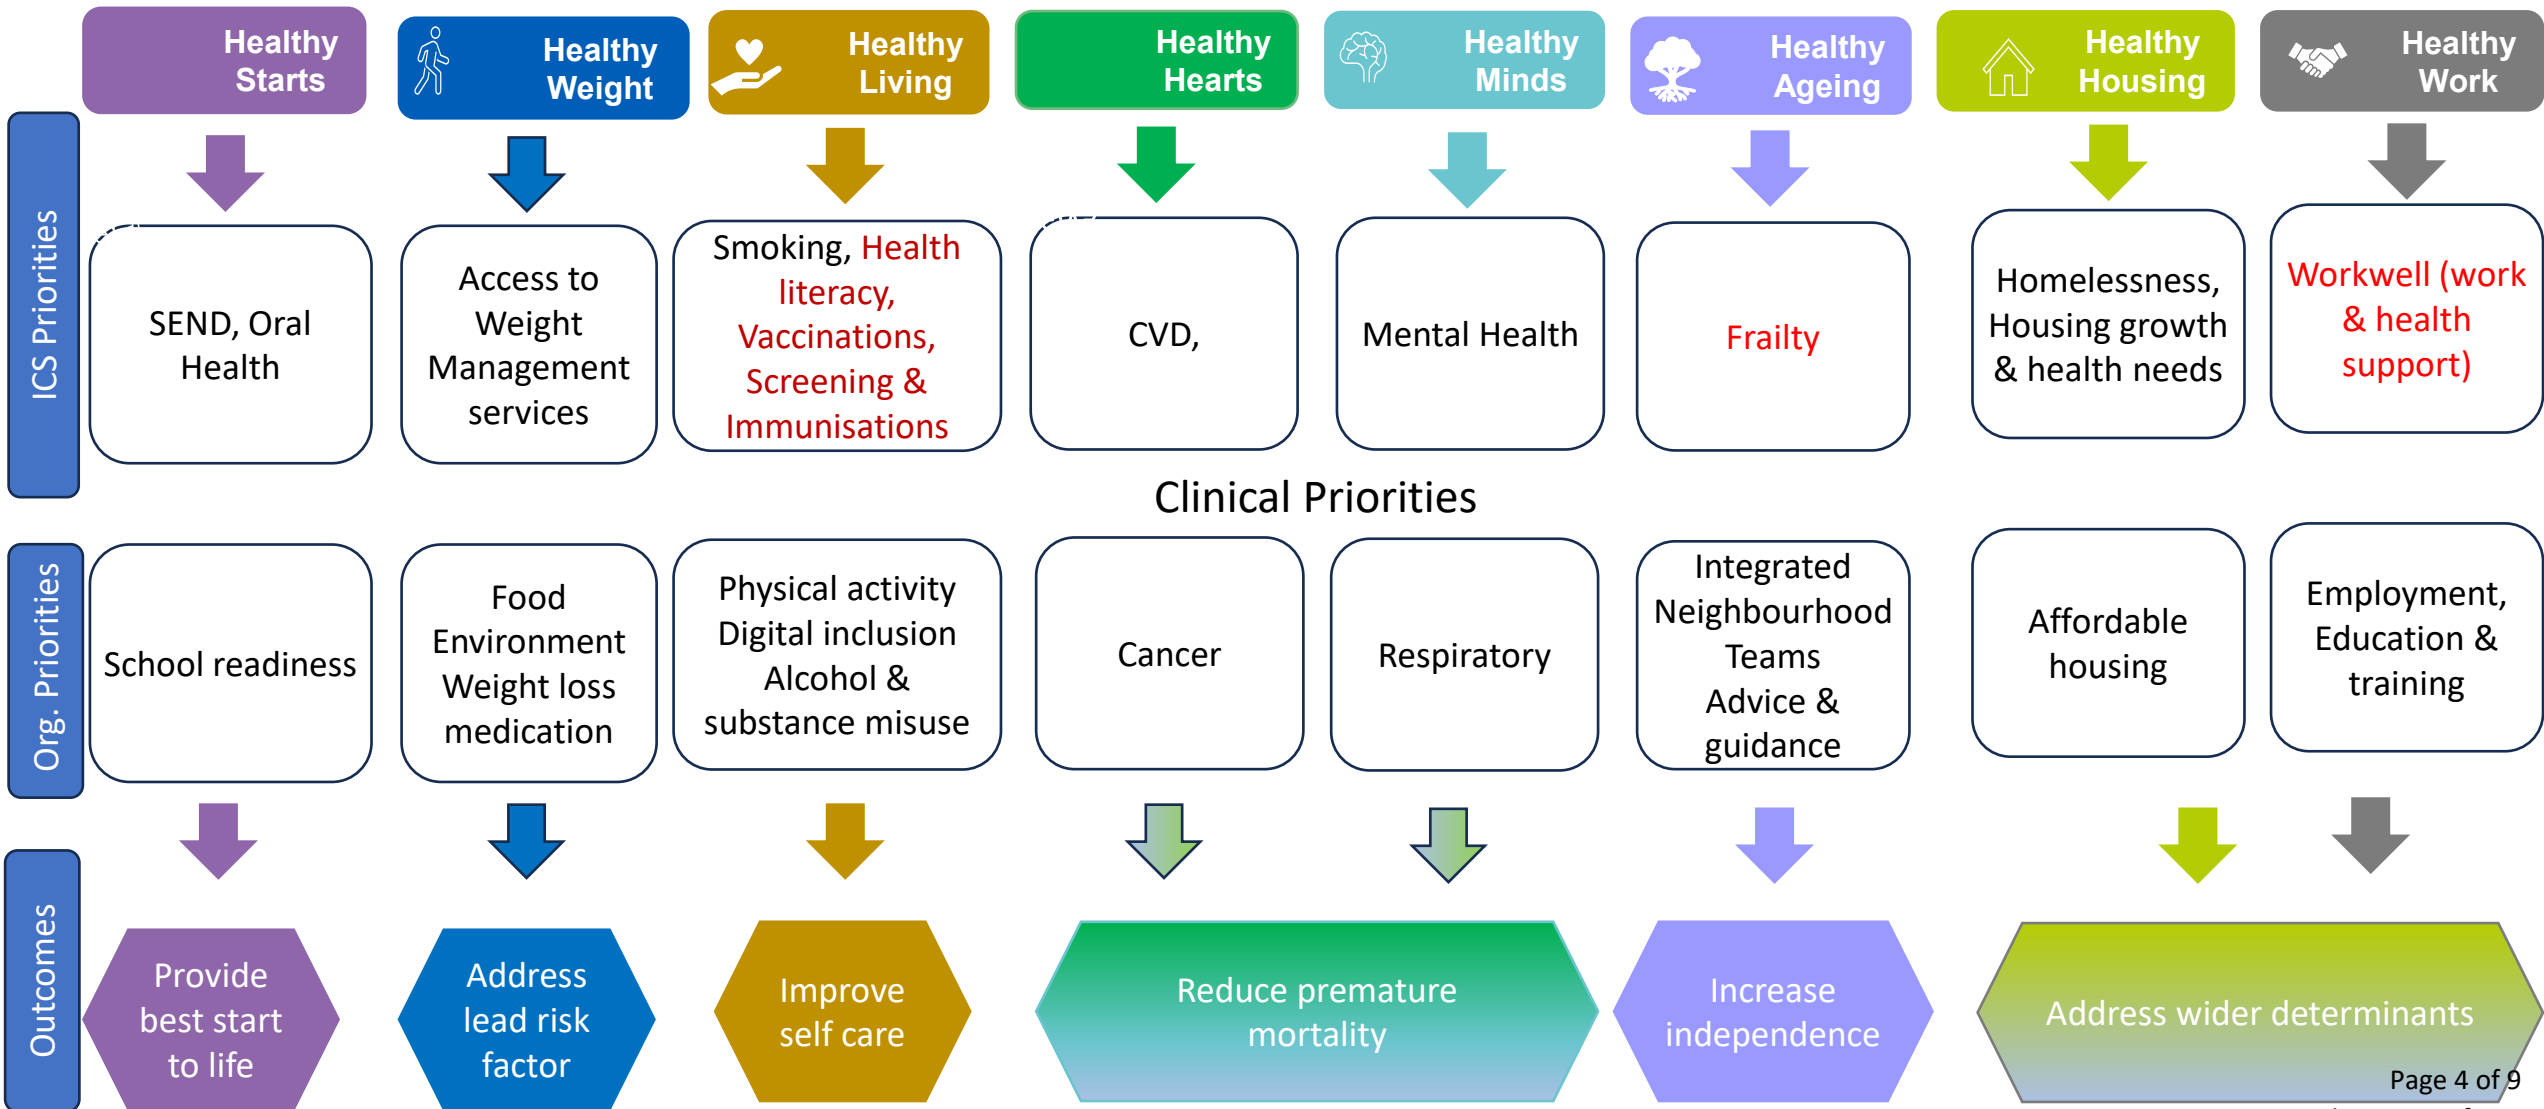 Healthy
Starts
Healthy
Weight
Healthy
Living
Healthy
Hearts
Healthy
Minds
Healthy
Ageing
Healthy
Housing
Healthy
Work
ICS Priorities
SEND, Oral
Health
Access to
Weight
Management
services
Smoking, Health
literacy,
Vaccinations,
Screening &
Immunisations
CVD,
Mental Health
Frailty
Homelessness,
Housing growth
& health needs
Workwell (work
& health
support)
Clinical Priorities
Org. Priorities
School readiness
Food
Environment
Weight loss
medication
Physical activity
Digital inclusion
Alcohol &
substance misuse
Cancer
Respiratory
Integrated
Neighbourhood
Teams
Advice &
guidance
Affordable
housing
Employment,
Education &
training
Outcomes
Provide
best start
to life
Address
lead risk
factor
Improve
self care
Reduce premature
mortality
Increase
independence
Address wider determinants
Page 4 of 9